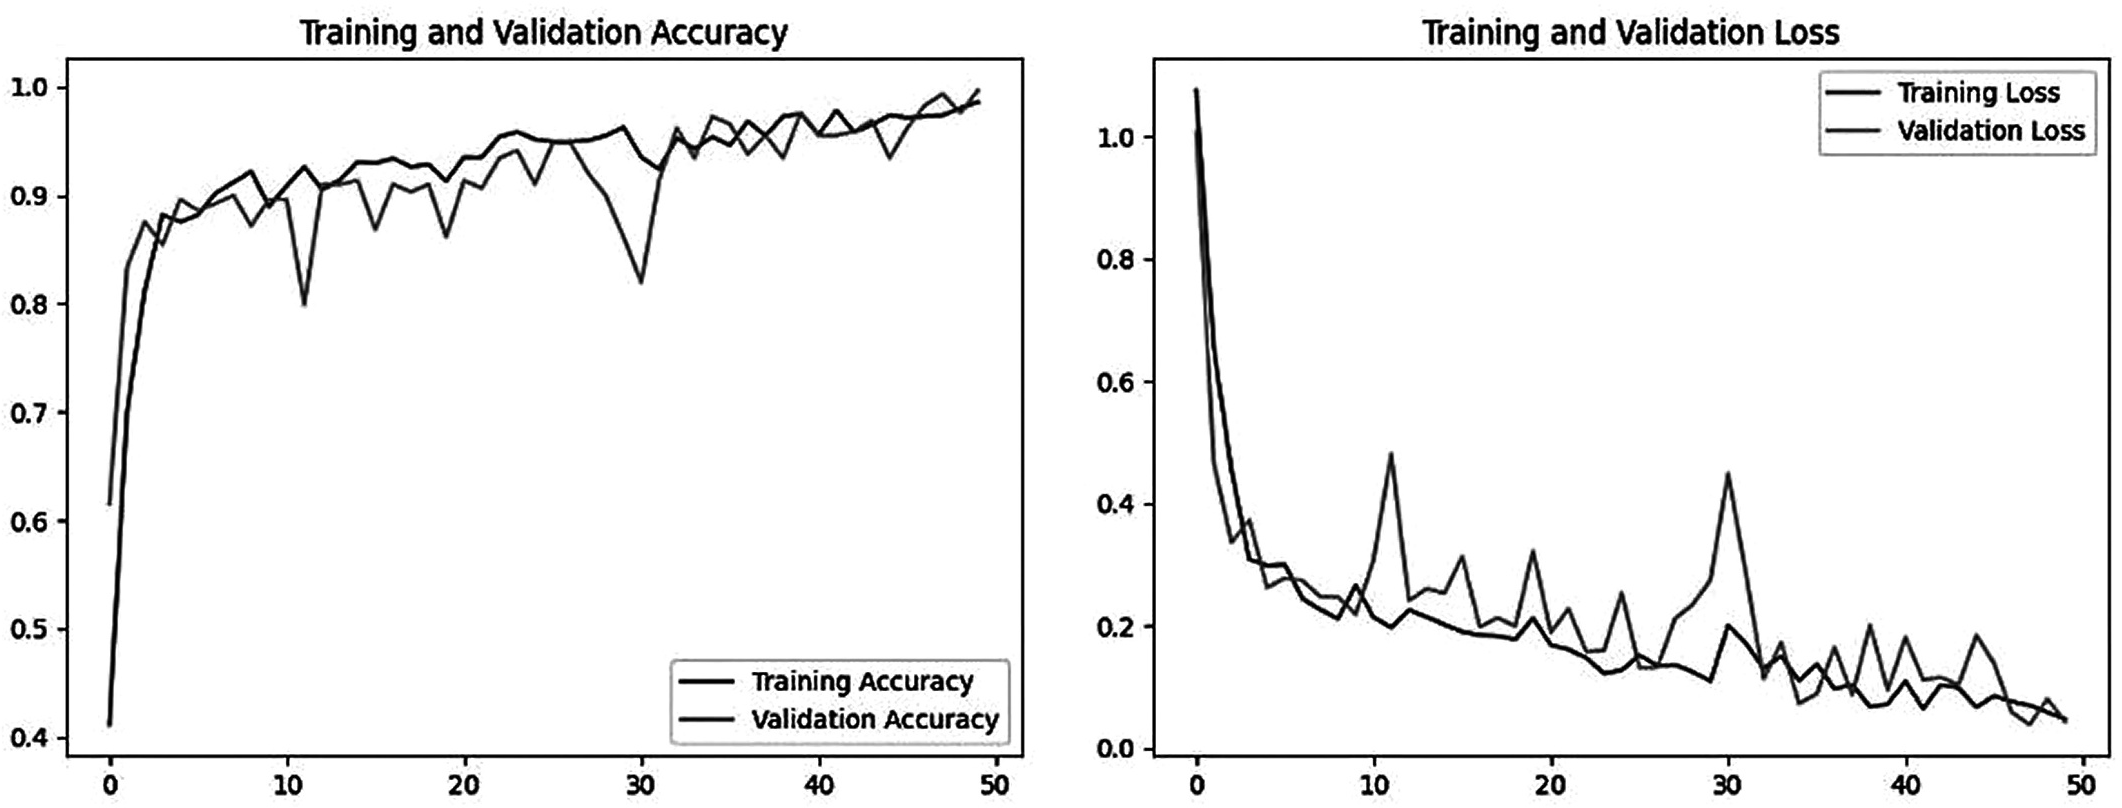 Training and Validation Accuracy
1.0
0.9
0.8
0.7
0.6
0.5
0.4
0 10 20 30 40 50
Training Accuracy
Validation Accuracy
Training and Validation Loss
1.0
0.8
0.6
0.4
0.2
0.0
0 10 20 30 40 50
Training Loss
Validation Loss